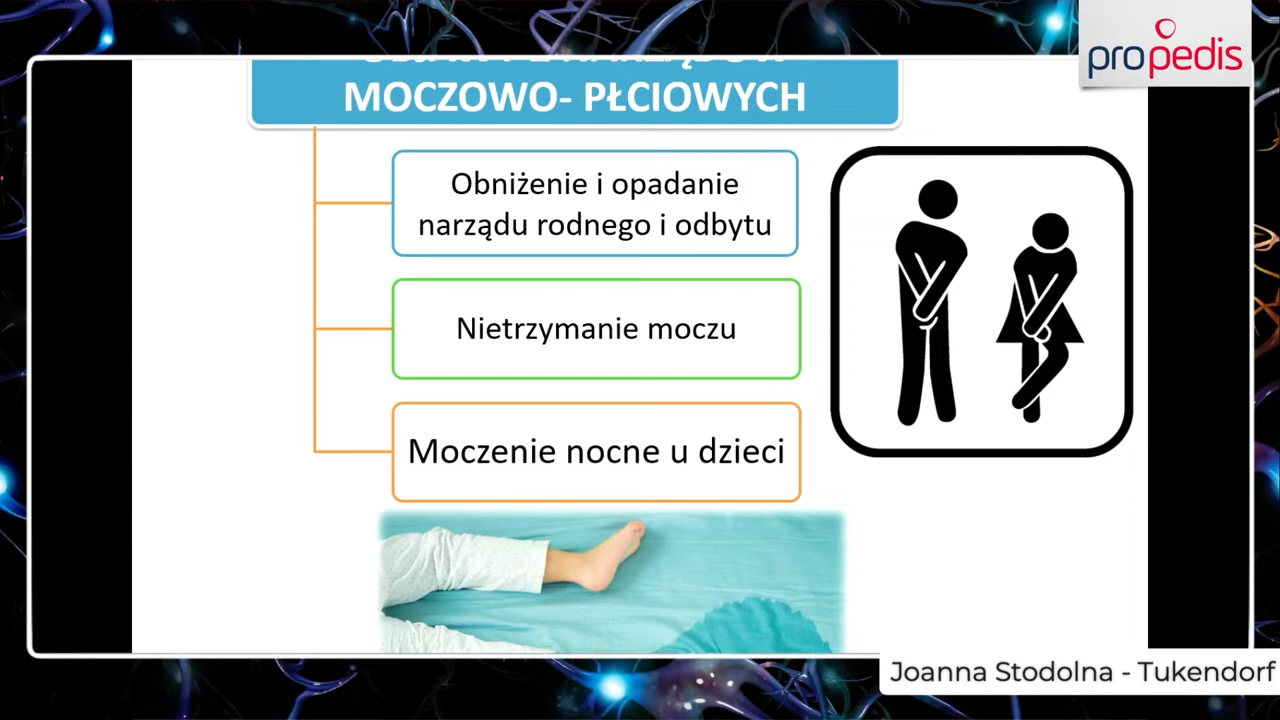 propedis
MOCZOWO- PŁCIOWYCH
Obniżenie i opadanie
narządu rodnego i odbytu
Nietrzymanie moczu
Moczenie nocne u dzieci
Joanna Stodolna - Tukendorf